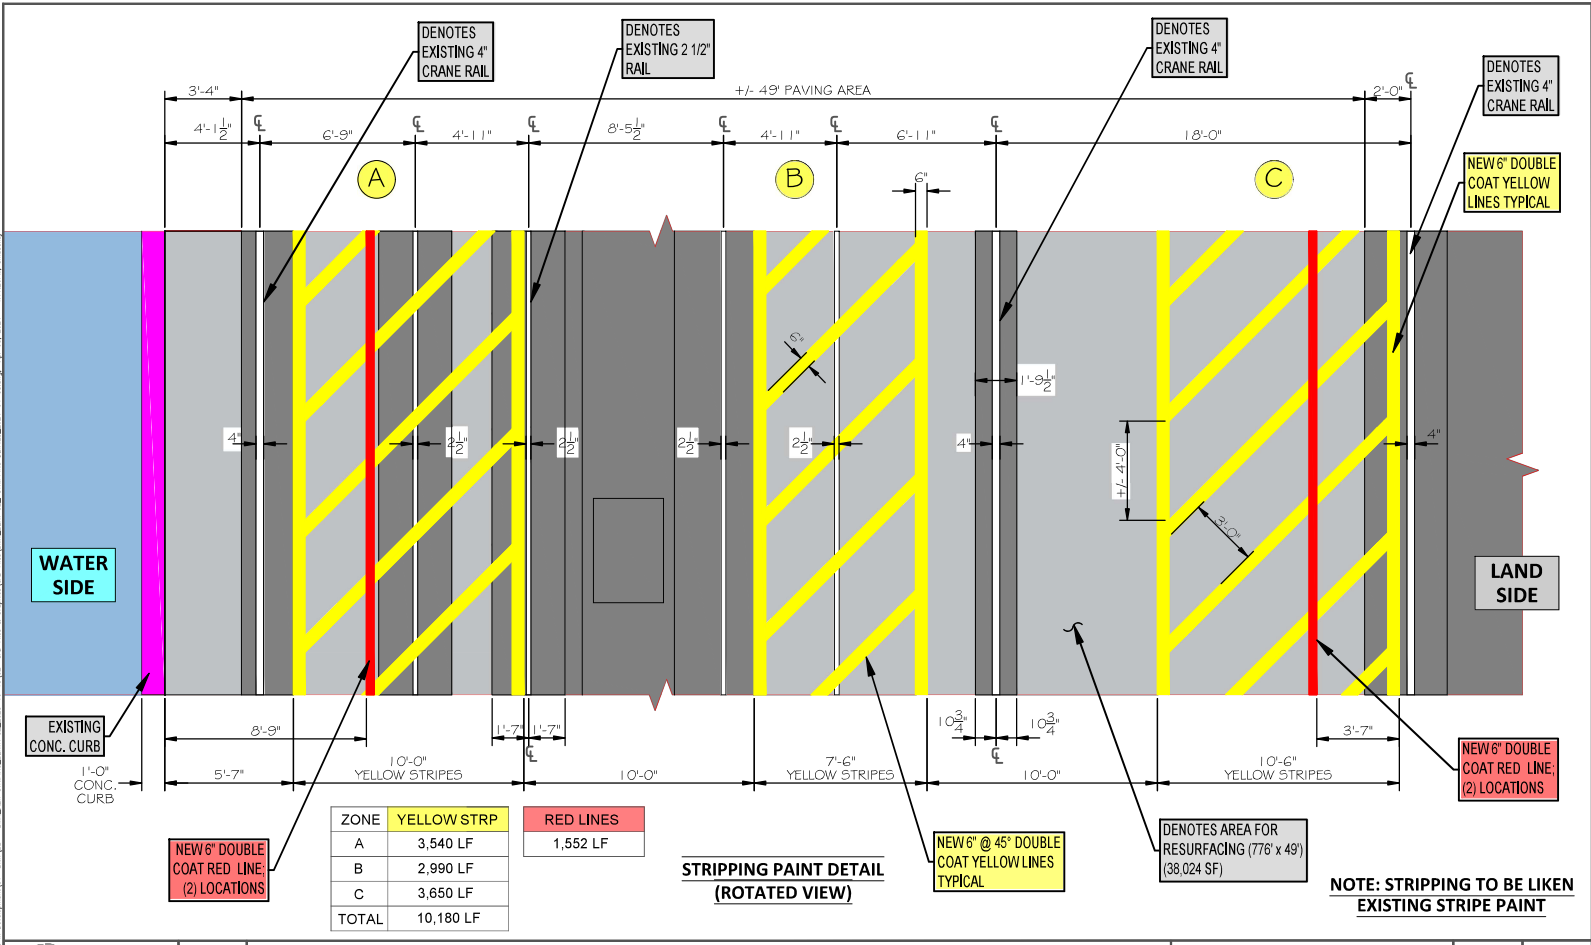 DENOTES
EXISTING 4"
CRANE RAIL
DENOTES
EXISTING 2 1/2"
RAIL
DENOTES
EXISTING 4"
CRANE RAIL
DENOTES
EXISTING 4"
CRANE RAIL
3'-4"
+/- 49' PAVING AREA
2'-0"
℄
4'-1 1/2"
℄
6'-9"
℄
4'-11"
℄
8'-5 1/2"
℄
4'-11"
℄
6'-11"
℄
18'-0"
A
B
C
6"
NEW 6" DOUBLE
COAT YELLOW
LINES TYPICAL
6"
1'-9 1/2"
4"
2 1/2"
2 1/2"
2 1/2"
2 1/2"
4"
4"
+/- 4'-0"
3'-0"
WATER
SIDE
LAND
SIDE
EXISTING
CONC. CURB
1'-0"
CONC.
CURB
8'-9"
1'-7"
1'-7"
℄
10 3/4"
10 3/4"
℄
3'-7"
5'-7"
10'-0"
YELLOW STRIPES
10'-0"
7'-6"
YELLOW STRIPES
10'-0"
10'-6"
YELLOW STRIPES
NEW 6" DOUBLE
COAT RED LINE;
(2) LOCATIONS
NEW 6" DOUBLE
COAT RED LINE;
(2) LOCATIONS
ZONE YELLOW STRP RED LINES
A 3,540 LF 1,552 LF
B 2,990 LF
C 3,650 LF
TOTAL 10,180 LF
STRIPPING PAINT DETAIL
(ROTATED VIEW)
NEW 6" @ 45° DOUBLE
COAT YELLOW LINES
TYPICAL
DENOTES AREA FOR
RESURFACING (776' x 49')
(38,024 SF)
NOTE: STRIPPING TO BE LIKEN
EXISTING STRIPE PAINT